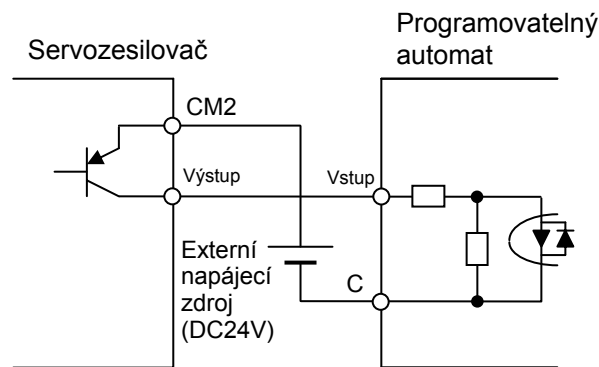 Servozesilovač
Programovatelný
automat
CM2
Výstup
Vstup
Externí
napájecí
zdroj
(DC24V)
C